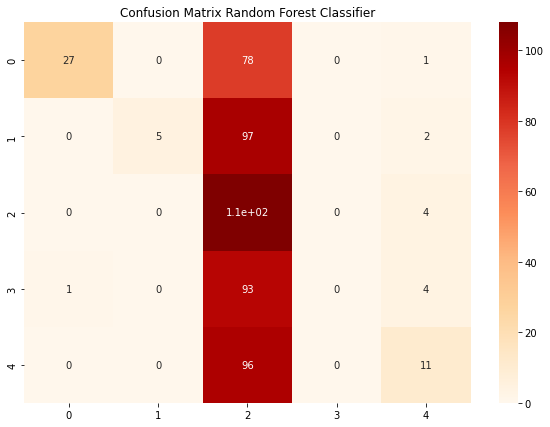 Confusion Matrix Random Forest Classifier
0 27 0 78 0 1
1 0 5 97 0 2
2 0 0 1.1e+02 0 4
3 1 0 93 0 4
4 0 0 96 0 11
0 1 2 3 4
100
80
60
40
20
0